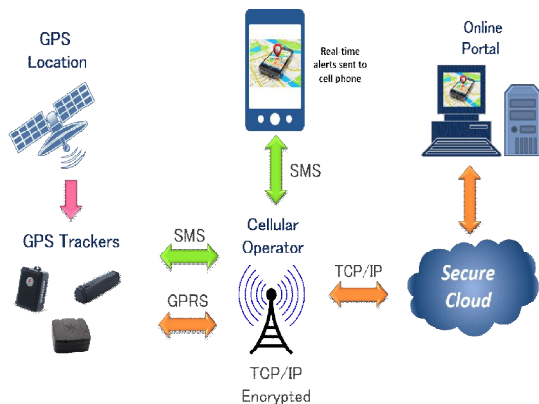 GPS
Location
Real-time
alerts sent to
cell phone
Online
Portal
SMS
GPS Trackers
SMS
GPRS
Cellular
Operator
TCP/IP
Encrypted
TCP/IP
Secure
Cloud